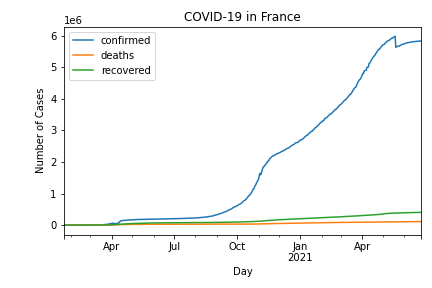 COVID-19 in France
1e6
confirmed
deaths
recovered
Number of Cases
6
5
4
3
2
1
0
Apr
Jul
Oct
Jan
2021
Apr
Day